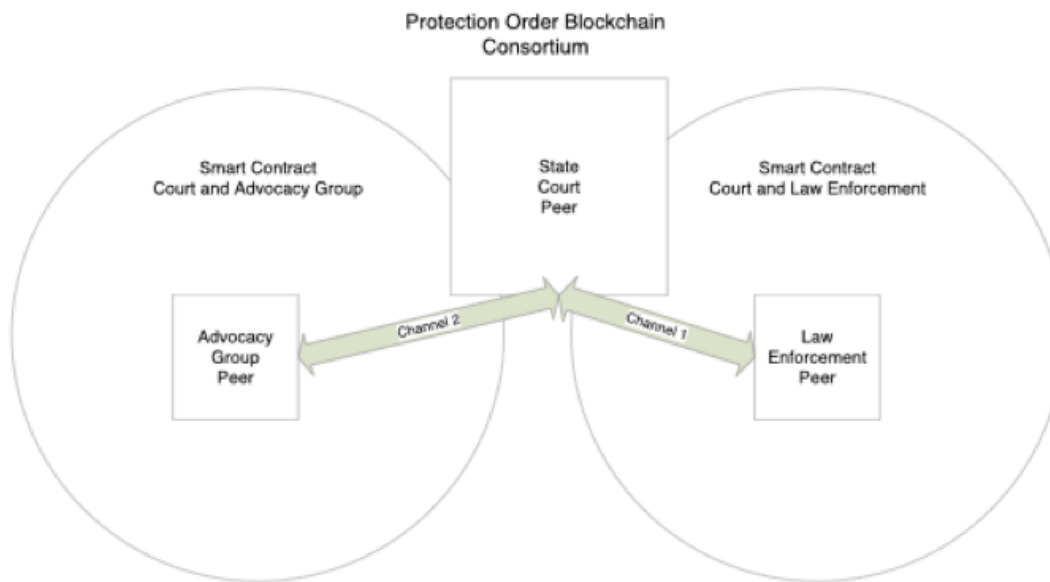 Protection Order Blockchain
Consortium
State
Court
Peer
Smart Contract
Court and Advocacy Group
Smart Contract
Court and Law Enforcement
Channel 2
Channel 1
Advocacy
Group
Peer
Law
Enforcement
Peer